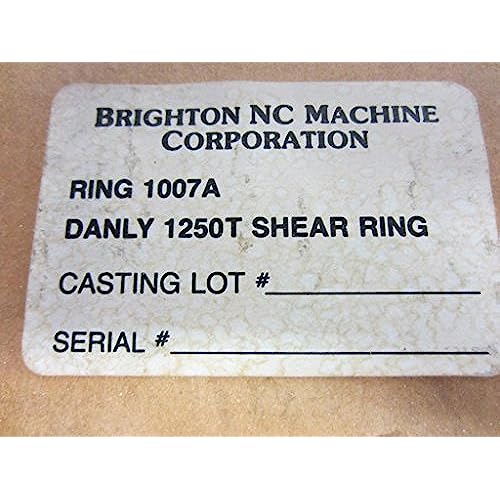 BRIGHTON NC MACHINE
CORPORATION
RING 1007A
DANLY 1250T SHEAR RING
CASTING LOT #
SERIAL #